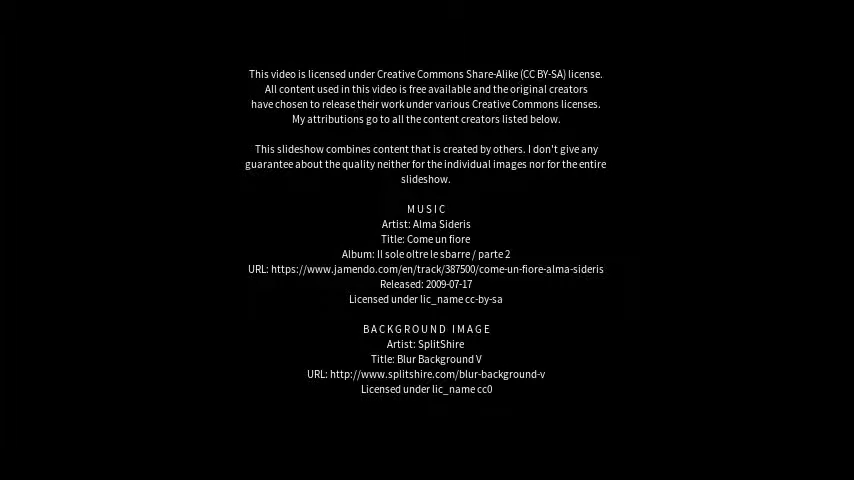 This video is licensed under Creative Commons Share-Alike (CC BY-SA) license.
All content used in this video is free available and the original creators
have chosen to release their work under various Creative Commons licenses.
My attributions go to all the content creators listed below.
This slideshow combines content that is created by others. I don't give any
guarantee about the quality neither for the individual images nor for the entire
slideshow.
MUSIC
Artist: Alma Sideris
Title: Come un fiore
Album: Il sole oltre le sbarre / parte 2
URL: https://www.jamendo.com/en/track/387500/come-un-fiore-alma-sideris
Released: 2009-07-17
Licensed under lic_name cc-by-sa
BACKGROUND IMAGE
Artist: SplitShire
Title: Blur Background V
URL: http://www.splitshire.com/blur-background-v
Licensed under lic_name cc0